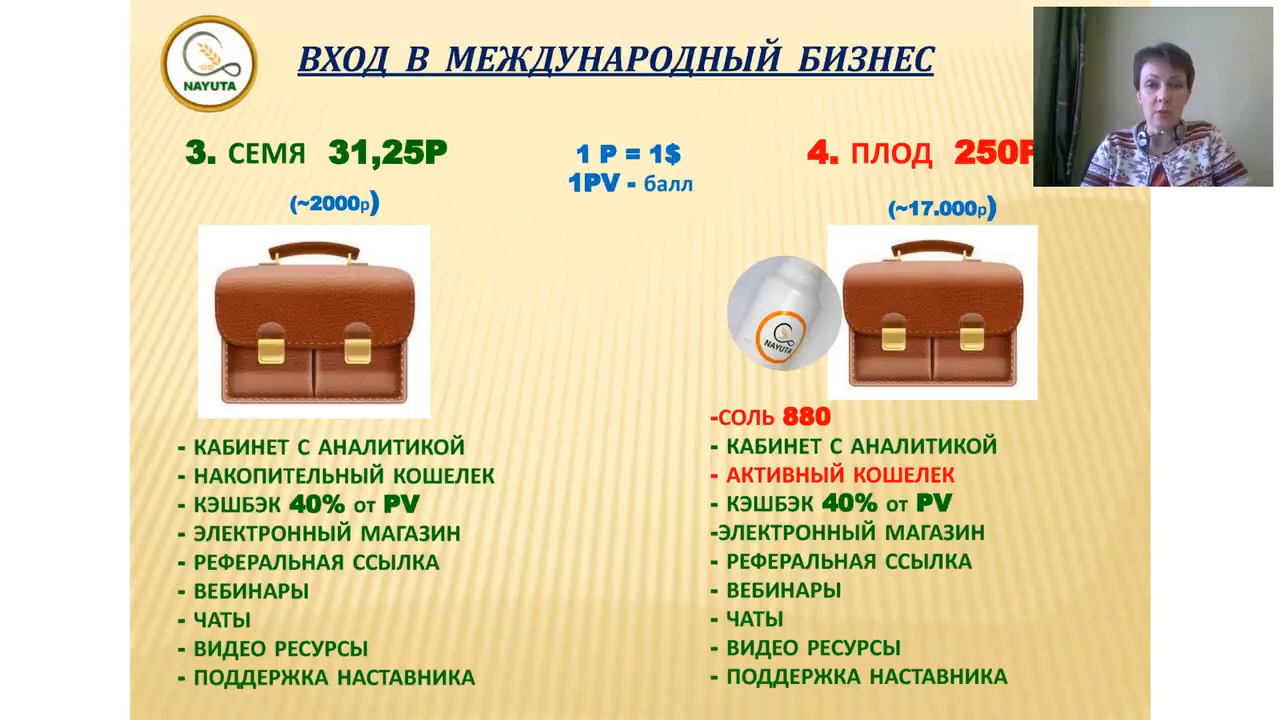 NAYUTA
ВХОД В МЕЖДУНАРОДНЫЙ БИЗНЕС
3. СЕМЯ 31,25P
(~2000р)
1 P = 1$
1PV - балл
4. ПЛОД 250P
(~17.000р)
NAYUTA
- КАБИНЕТ С АНАЛИТИКОЙ
- НАКОПИТЕЛЬНЫЙ КОШЕЛЕК
- КЭШБЭК 40% от PV
- ЭЛЕКТРОННЫЙ МАГАЗИН
- РЕФЕРАЛЬНАЯ ССЫЛКА
- ВЕБИНАРЫ
- ЧАТЫ
- ВИДЕО РЕСУРСЫ
- ПОДДЕРЖКА НАСТАВНИКА
-СОЛЬ 880
- КАБИНЕТ С АНАЛИТИКОЙ
- АКТИВНЫЙ КОШЕЛЕК
- КЭШБЭК 40% от PV
-ЭЛЕКТРОННЫЙ МАГАЗИН
- РЕФЕРАЛЬНАЯ ССЫЛКА
- ВЕБИНАРЫ
- ЧАТЫ
- ВИДЕО РЕСУРСЫ
- ПОДДЕРЖКА НАСТАВНИКА